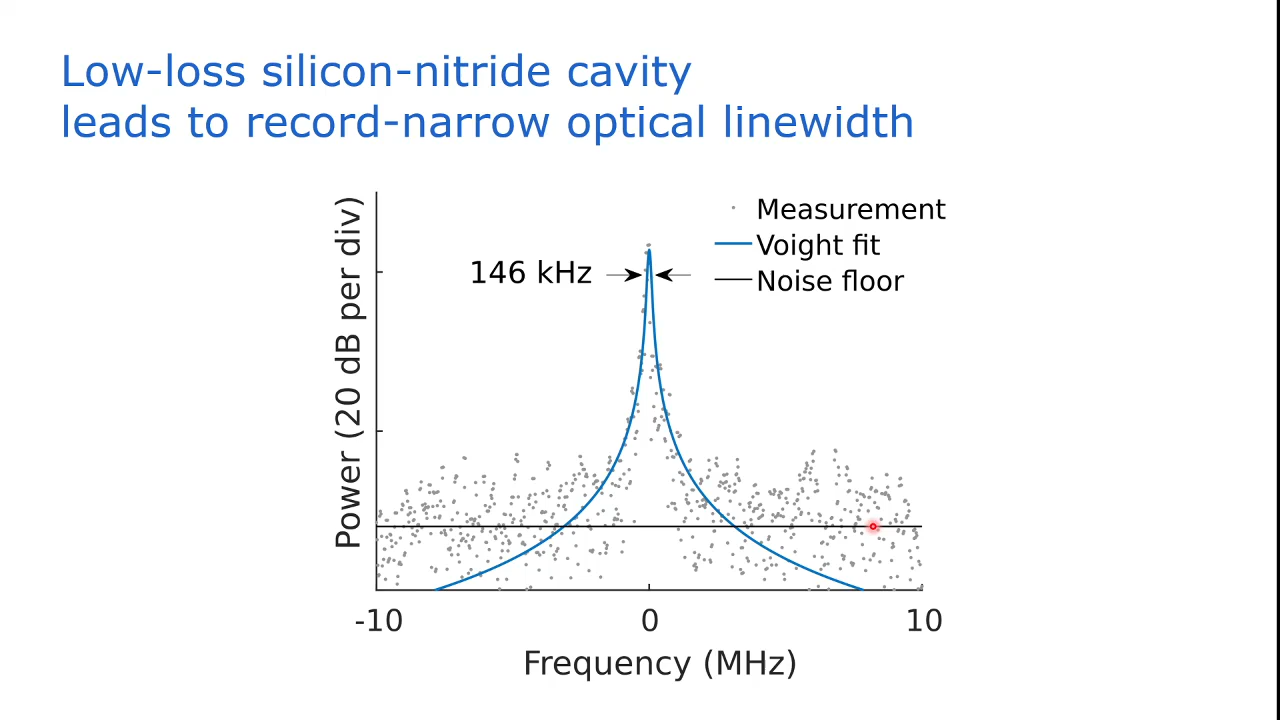 Low-loss silicon-nitride cavity
leads to record-narrow optical linewidth
Measurement
Voight fit
Noise floor
146 kHz
Power (20 dB per div)
-10
0
10
Frequency (MHz)